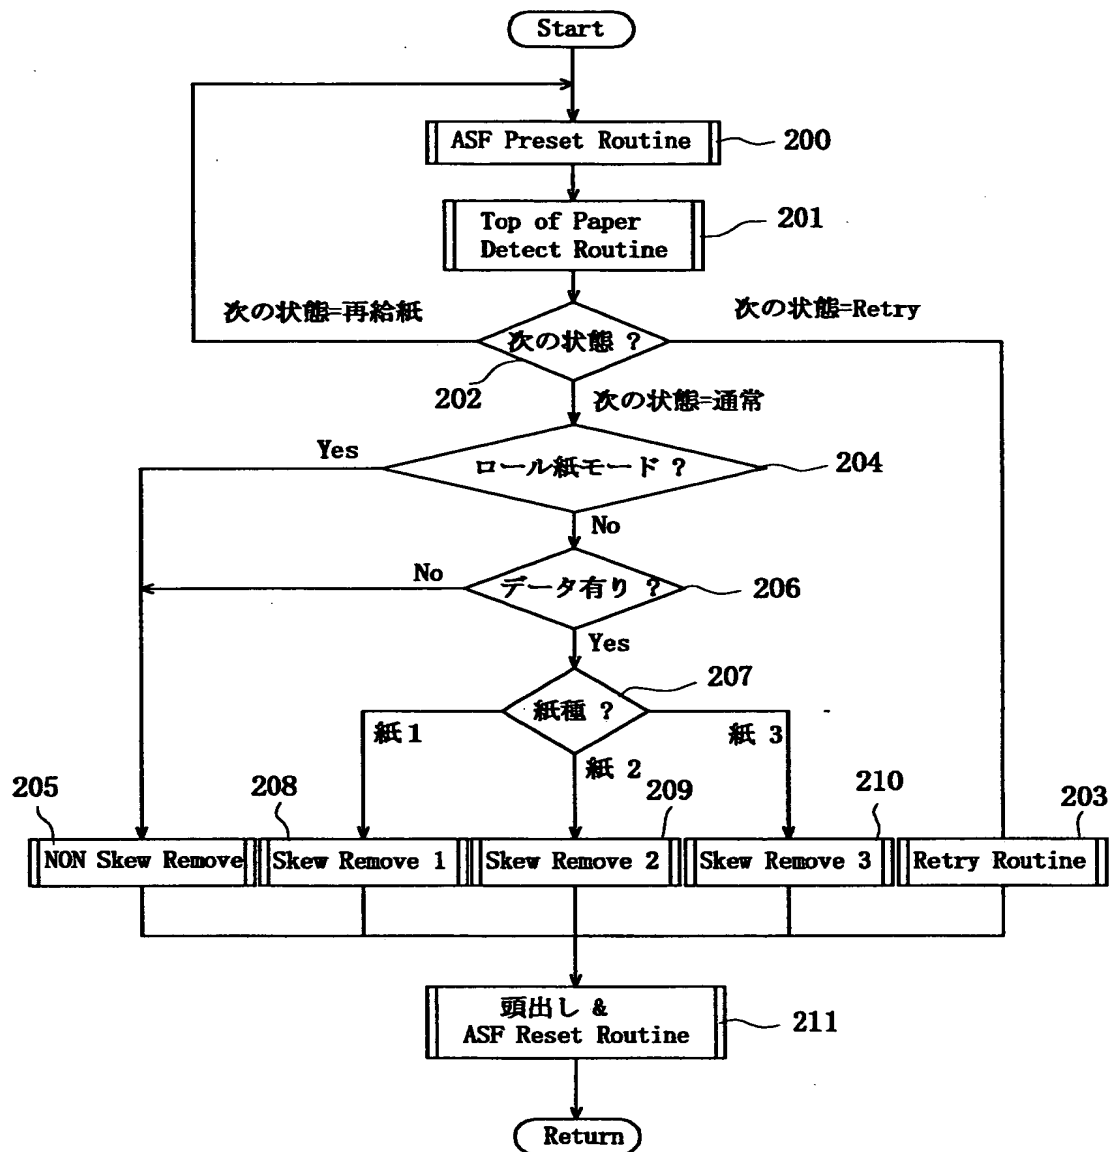 Start
ASF Preset Routine
200
Top of Paper
Detect Routine
201
次の状態=再給紙
次の状態=Retry
次の状態 ?
202
次の状態=通常
Yes
ロール紙モード ?
204
No
No
データ有り ?
206
Yes
207
紙種 ?
紙1
紙 2
紙 3
205
208
209
210
203
NON Skew Remove
Skew Remove 1
Skew Remove 2
Skew Remove 3
Retry Routine
頭出し &
ASF Reset Routine
211
Return